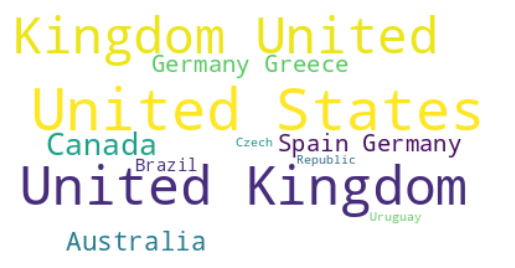 Kingdom United
Germany Greece
United States
Canada
Czech
Spain Germany
Brazil
Republic
United Kingdom
Uruguay
Australia